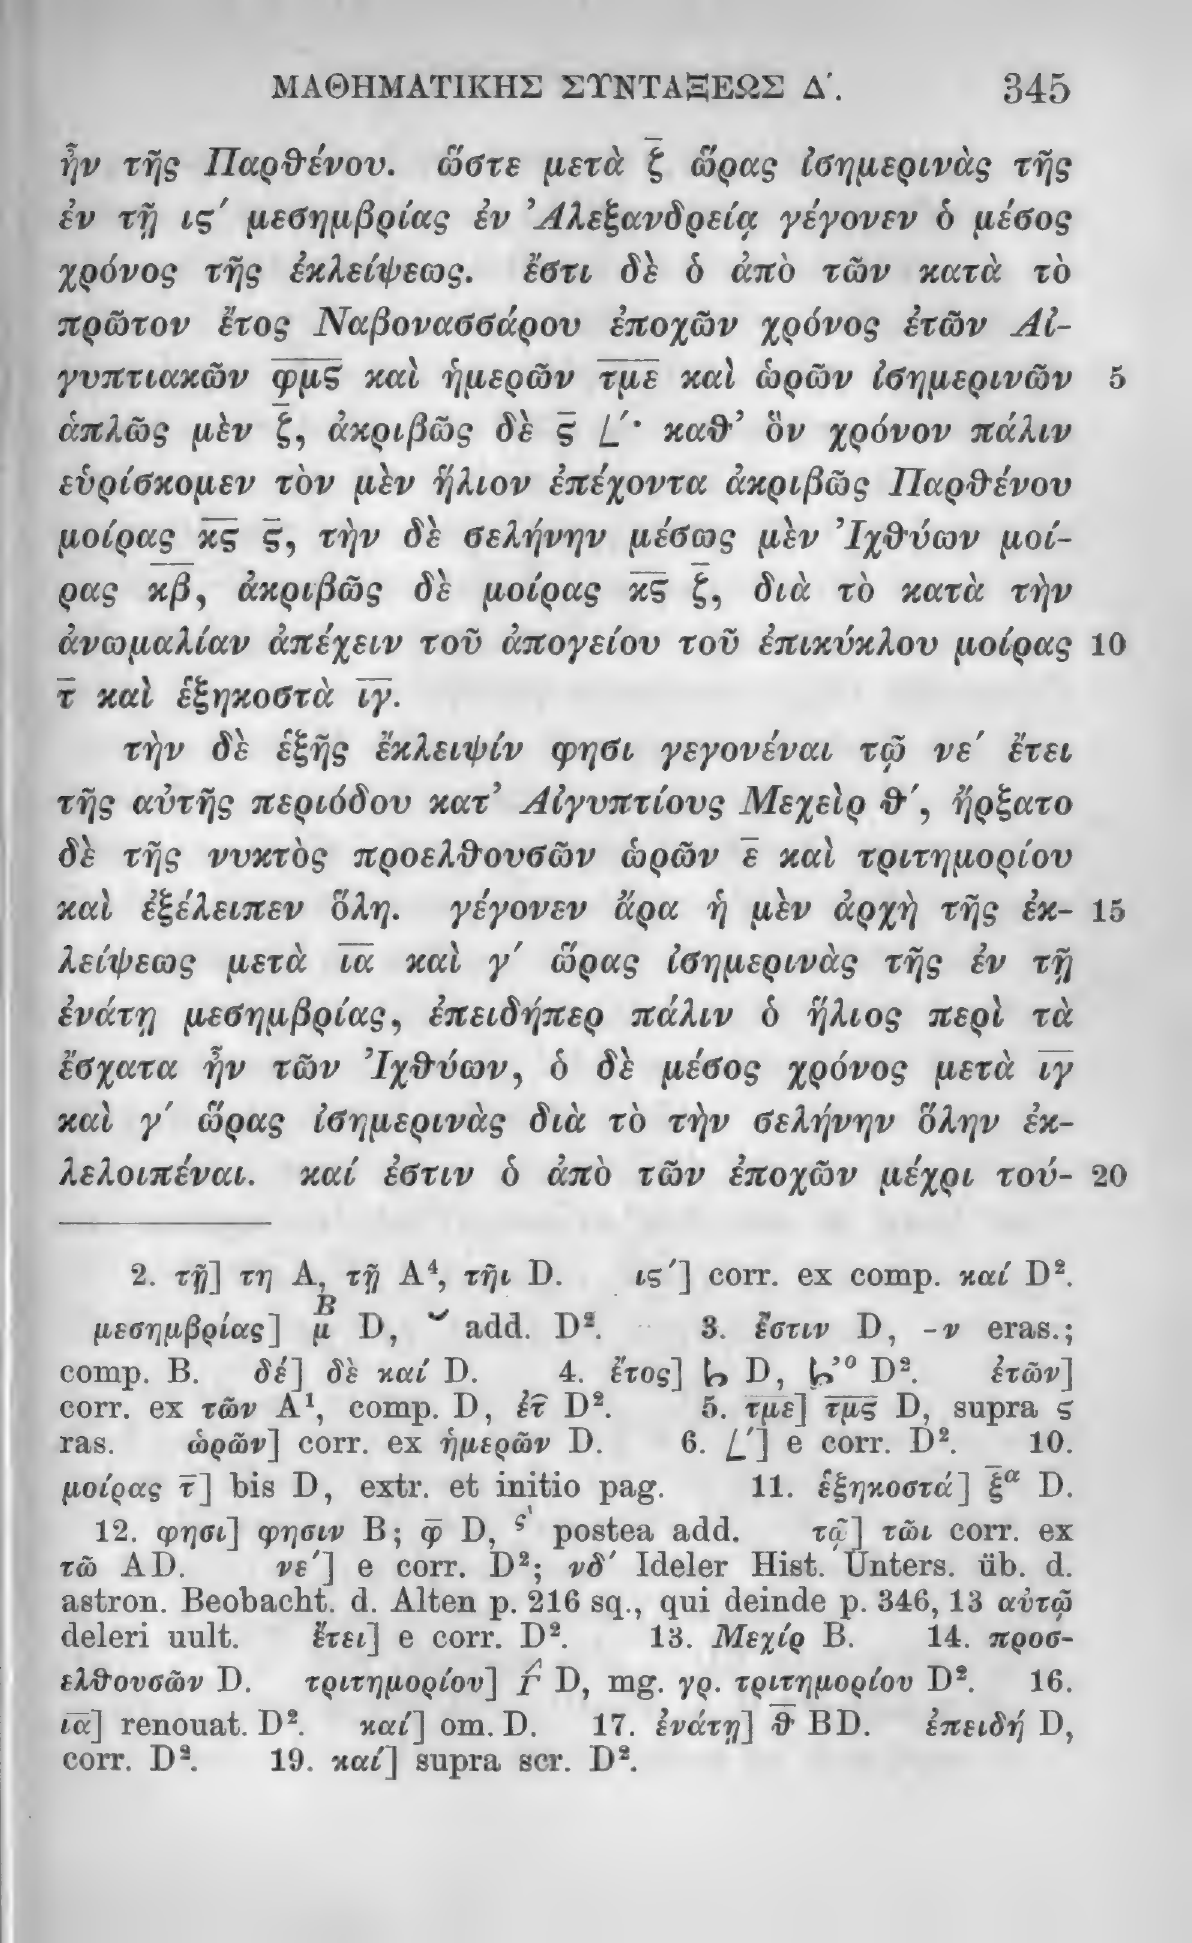 ΜΑΘΗΜΑΤΙΚΗΣ ΣΥΝΤΑΞΕΩΣ Δ΄. 345
ἦν τῆς Παρθένου. ὥστε μετὰ ζ̅ ὥρας ἰσημερινὰς τῆς
ἐν τῇ ιϛ΄ μεσημβρίας ἐν Ἀλεξανδρείᾳ γέγονεν ὁ μέσος
χρόνος τῆς ἐκλείψεως. ἔστι δὲ ὁ ἀπὸ τῶν κατὰ τὸ
πρῶτον ἔτος Ναβονασσάρου ἐποχῶν χρόνος ἐτῶν Αἰ-
γυπτιακῶν φ̅μ̅ϛ̅ καὶ ἡμερῶν τ̅μ̅ε̅ καὶ ὡρῶν ἰσημερινῶν 5
ἁπλῶς μὲν ζ̅, ἀκριβῶς δὲ ϛ̅ 𐅵΄· καθ’ ὃν χρόνον πάλιν
εὑρίσκομεν τὸν μὲν ἥλιον ἐπέχοντα ἀκριβῶς Παρθένου
μοίρας κ̅ϛ̅ ϛ̅, τὴν δὲ σελήνην μέσως μὲν Ἰχθύων μοί-
ρας κ̅β̅, ἀκριβῶς δὲ μοίρας κ̅ϛ̅ ζ̅, διὰ τὸ κατὰ τὴν
ἀνωμαλίαν ἀπέχειν τοῦ ἀπογείου τοῦ ἐπικύκλου μοίρας 10
τ̅ καὶ ἑξηκοστὰ ι̅γ̅.
τὴν δὲ ἑξῆς ἔκλειψίν φησι γεγονέναι τῷ νε΄ ἔτει
τῆς αὐτῆς περιόδου κατ’ Αἰγυπτίους Μεχεὶρ θ΄, ἤρξατο
δὲ τῆς νυκτὸς προελθουσῶν ὡρῶν ε̅ καὶ τριτημορίου
καὶ ἐξέλειπεν ὅλη. γέγονεν ἄρα ἡ μὲν ἀρχὴ τῆς ἐκ- 15
λείψεως μετὰ ι̅α̅ καὶ γ΄ ὥρας ἰσημερινὰς τῆς ἐν τῇ
ἐνάτῃ μεσημβρίας, ἐπειδήπερ πάλιν ὁ ἥλιος περὶ τὰ
ἔσχατα ἦν τῶν Ἰχθύων, ὁ δὲ μέσος χρόνος μετὰ ι̅γ̅
καὶ γ΄ ὥρας ἰσημερινὰς διὰ τὸ τὴν σελήνην ὅλην ἐκ-
λελοιπέναι. καί ἐστιν ὁ ἀπὸ τῶν ἐποχῶν μέχρι τού- 20
2. τῇ] τη A, τῇ A⁴, τῆι D. ιϛ΄] corr. ex comp. καί D².
μεσημβρίας] μ̅ᴮ D, ˘ add. D². 3. ἔστιν D, -ν eras.;
comp. B. δέ] δὲ καί D. 4. ἔτος] D, D². ἐτῶν]
corr. ex τῶν A¹, comp. D, ἐτ̑ D². 5. τ̅μ̅ε̅] τ̅μ̅ϛ̅ D, supra ϛ
ras. ὡρῶν] corr. ex ἡμερῶν D. 6. 𐅵΄] e corr. D². 10.
μοίρας τ̅] bis D, extr. et initio pag. 11. ἑξηκοστά] ξ̅ᵅ D.
12. φησι] φησιν B; φ̅ D, ϛ` postea add. τῷ] τῶι corr. ex
τῶ AD. νε΄] e corr. D²; νδ΄ Ideler Hist. Unters. üb. d.
astron. Beobacht. d. Alten p. 216 sq., qui deinde p. 346, 13 αὐτῷ
deleri uult. ἔτει] e corr. D². 13. Μεχίρ B. 14. προσ-
ελθουσῶν D. τριτημορίου] D, mg. γρ. τριτημορίου D². 16.
ι̅α̅] renouat. D². καί] om. D. 17. ἐνάτῃ] θ̅ BD. ἐπειδή D,
corr. D². 19. καί] supra scr. D².